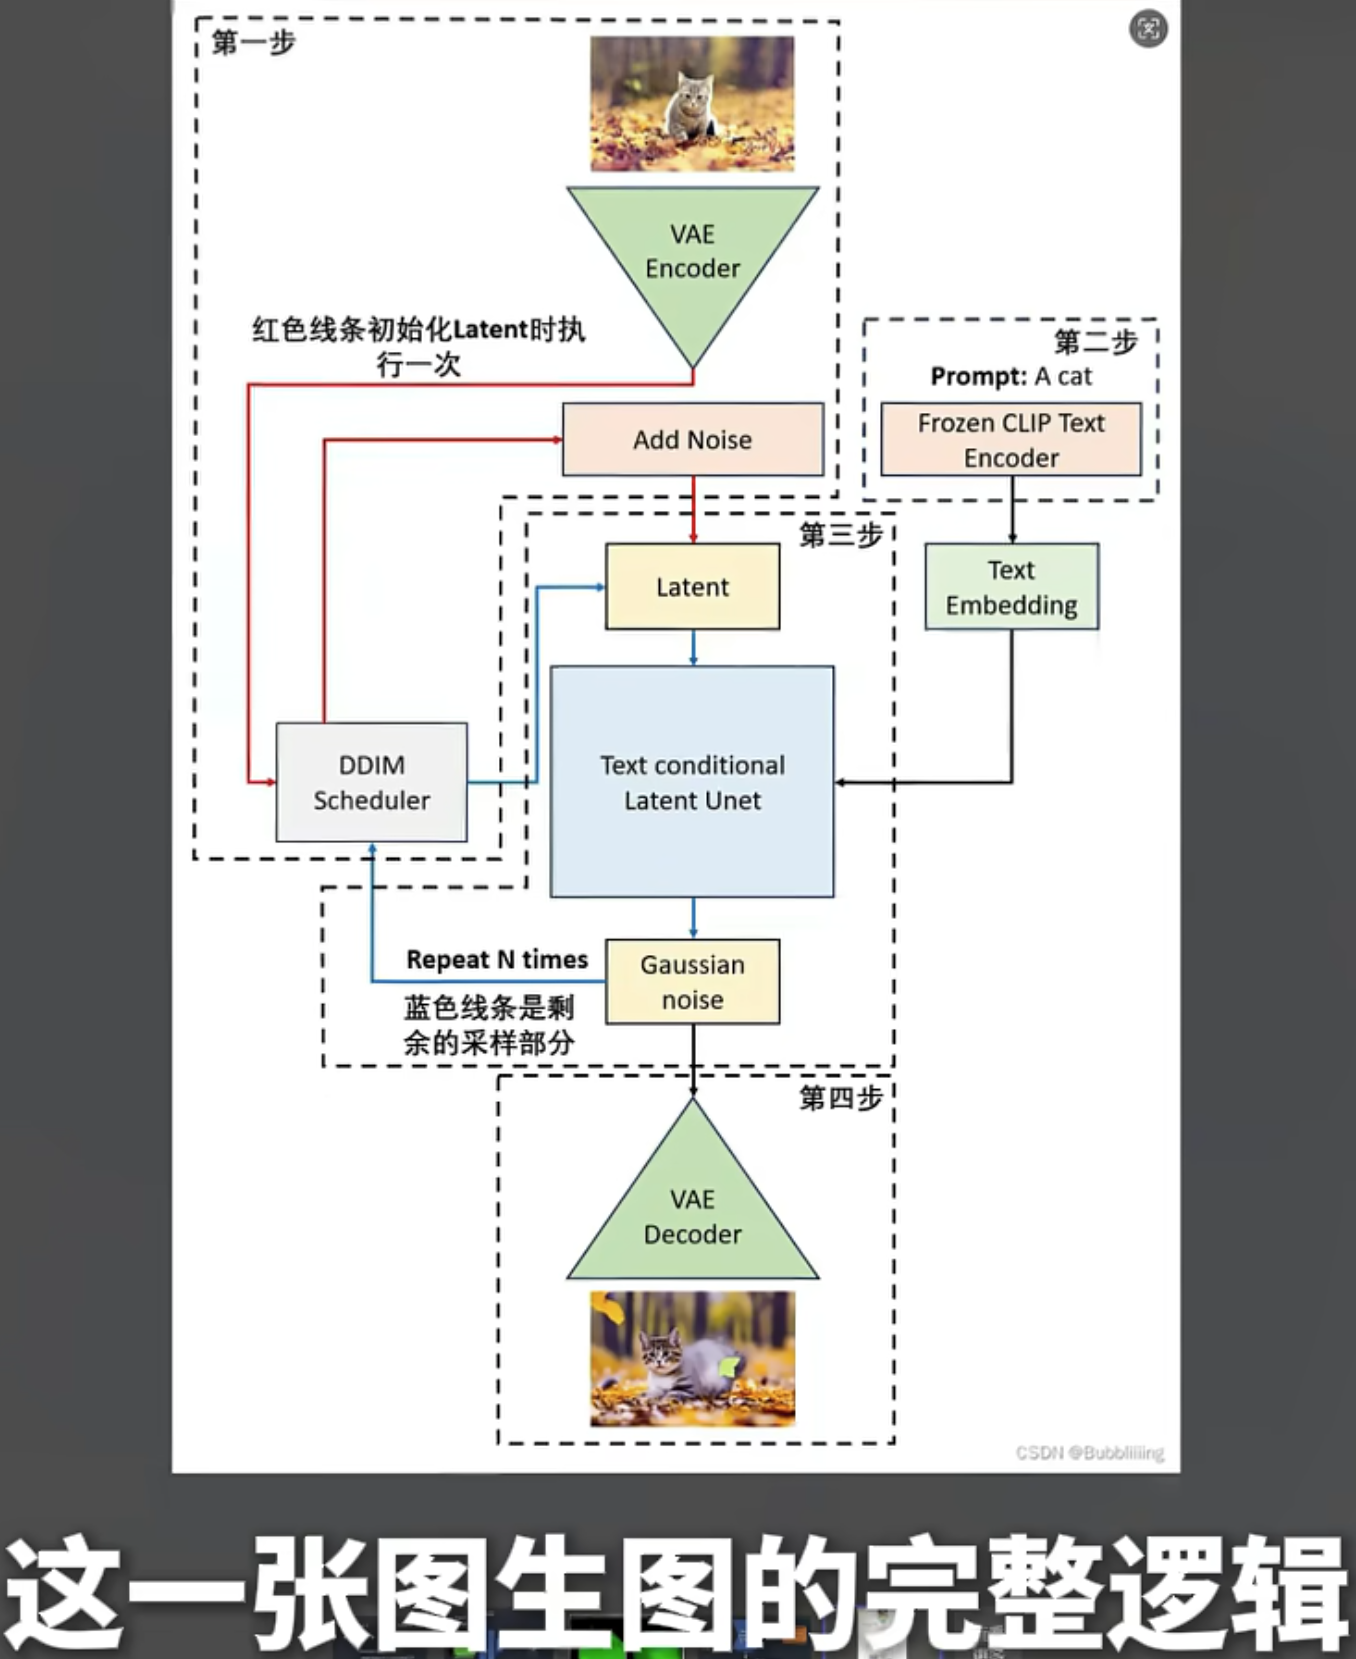 第一步
VAE
Encoder
红色线条初始化Latent时执
行一次
第二步
Prompt: A cat
Frozen CLIP Text
Encoder
Add Noise
第三步
Latent
Text
Embedding
DDIM
Scheduler
Text conditional
Latent Unet
Repeat N times
蓝色线条是剩
余的采样部分
Gaussian
noise
第四步
VAE
Decoder
CSDN @Bubbliiiing
这一张图生图的完整逻辑